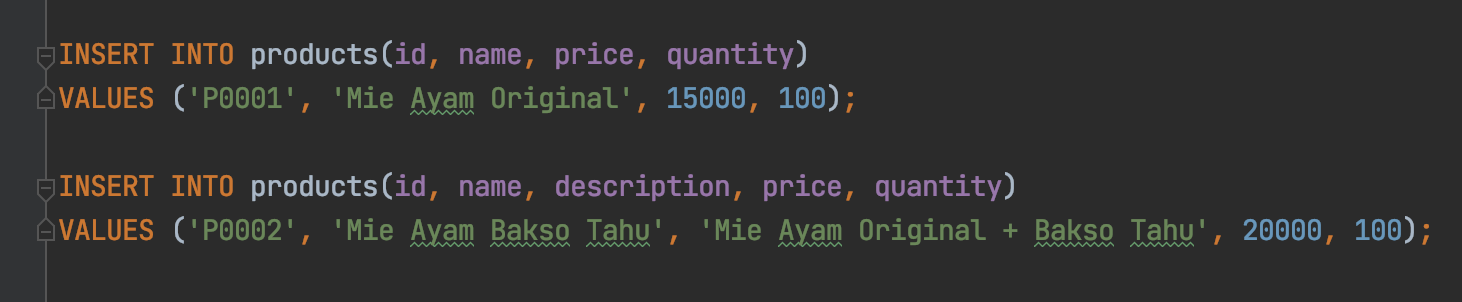 INSERT INTO products(id, name, price, quantity)
VALUES ('P0001', 'Mie Ayam Original', 15000, 100);
INSERT INTO products(id, name, description, price, quantity)
VALUES ('P0002', 'Mie Ayam Bakso Tahu', 'Mie Ayam Original + Bakso Tahu', 20000, 100);